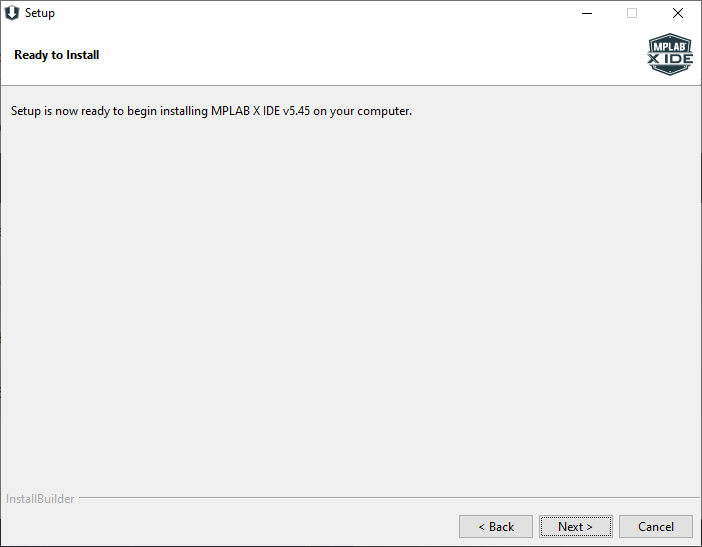 Setup
Ready to Install
MPLAB®
X IDE
Setup is now ready to begin installing MPLAB X IDE v5.45 on your computer.
InstallBuilder
< Back
Next >
Cancel